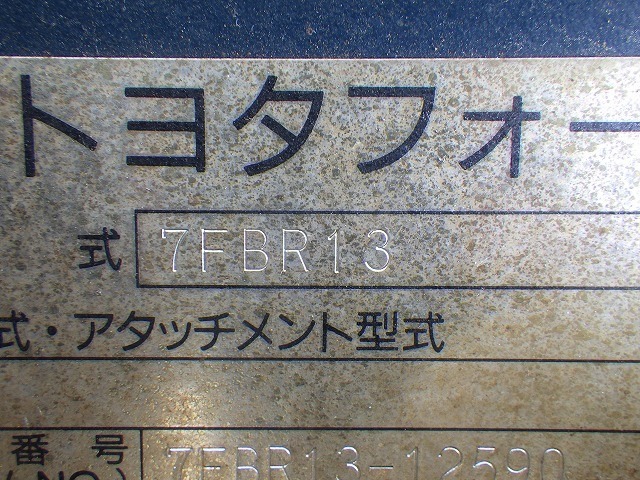 トヨタフォー
式 7FBR13
式・アタッチメント型式
番号 7FBR13-12590
(NO.)